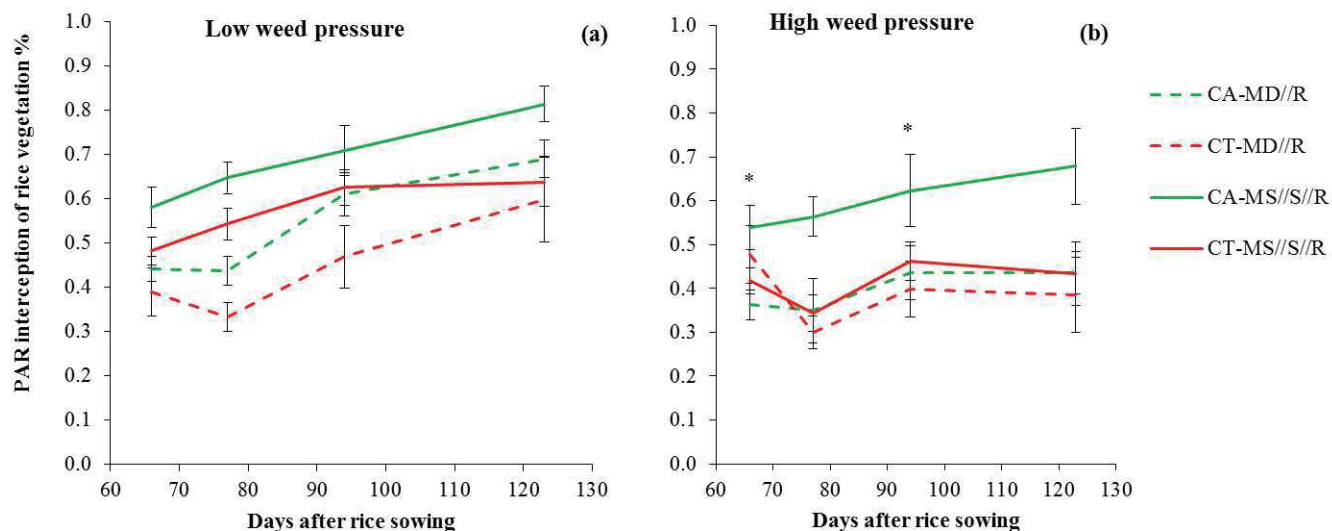 PAR interception of rice vegetation %
Low weed pressure
(a)
1.0
0.9
0.8
0.7
0.6
0.5
0.4
0.3
0.2
0.1
0.0
60 70 80 90 100 110 120 130
Days after rice sowing
High weed pressure
(b)
1.0
0.9
0.8
0.7
0.6
0.5
0.4
0.3
0.2
0.1
0.0
*
*
60 70 80 90 100 110 120 130
Days after rice sowing
CA-MD//R
CT-MD//R
CA-MS//S//R
CT-MS//S//R